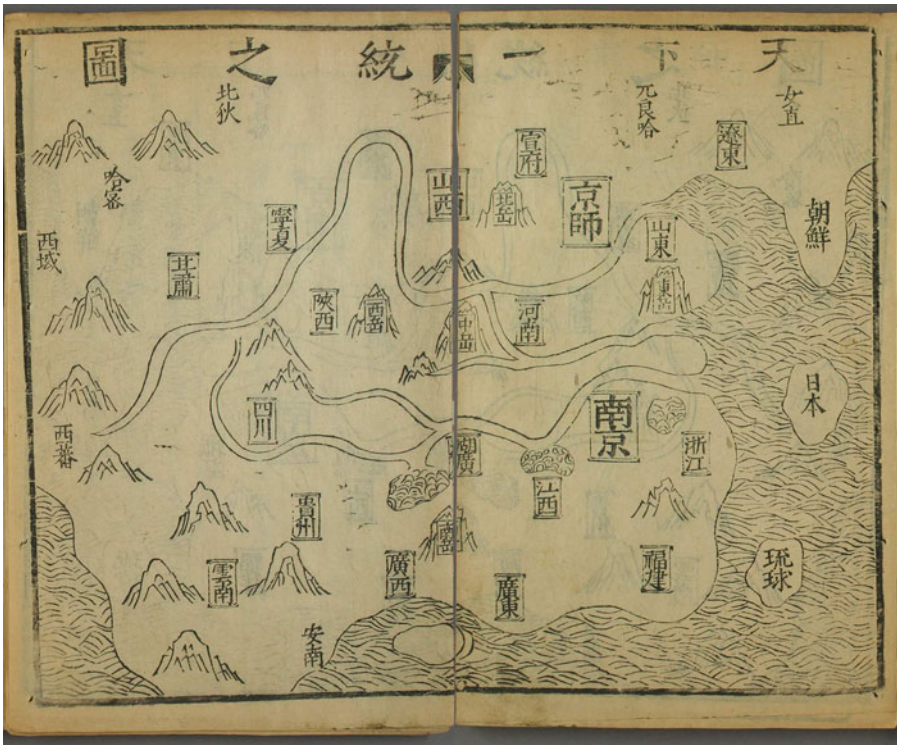 天下一統之圖
女直
兀良哈
北狄
遼東
宣府
京師
山西
北岳
朝鮮
山東
東岳
哈密
寧夏
西域
陝西
西岳
中岳
河南
日本
南京
四川
西蕃
湖廣
浙江
江西
貴州
南岳
雲南
廣西
廣東
福建
琉球
安南